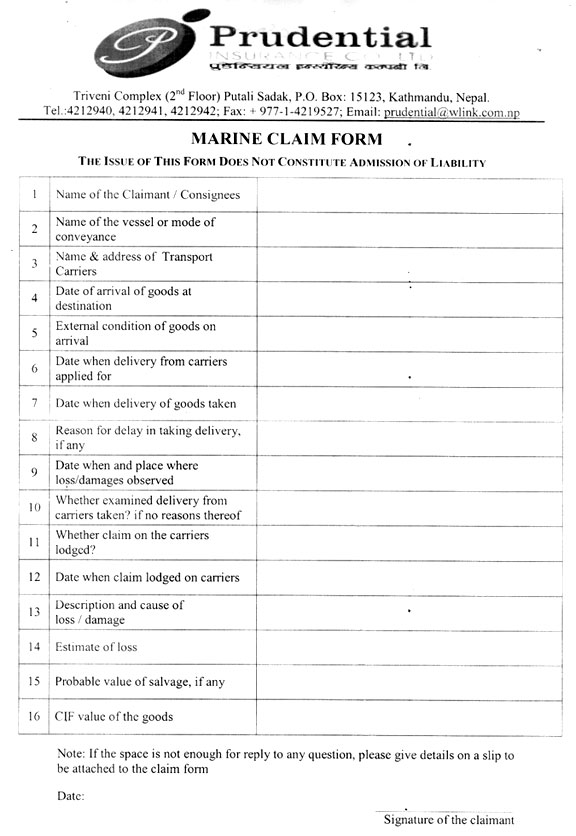 Prudential
INSURANCE CO. LTD
प्रुडेन्सियल इन्स्योरेन्स कम्पनी लि.
Triveni Complex (2nd Floor) Putali Sadak, P.O. Box: 15123, Kathmandu, Nepal.
Tel.:4212940, 4212941, 4212942; Fax: + 977-1-4219527; Email: prudential@wlink.com.np
MARINE CLAIM FORM
THE ISSUE OF THIS FORM DOES NOT CONSTITUTE ADMISSION OF LIABILITY
1 Name of the Claimant / Consignees
2 Name of the vessel or mode of
conveyance
3 Name & address of Transport
Carriers
4 Date of arrival of goods at
destination
5 External condition of goods on
arrival
6 Date when delivery from carriers
applied for
7 Date when delivery of goods taken
8 Reason for delay in taking delivery,
if any
9 Date when and place where
loss/damages observed
10 Whether examined delivery from
carriers taken? if no reasons thereof
11 Whether claim on the carriers
lodged?
12 Date when claim lodged on carriers
13 Description and cause of
loss / damage
14 Estimate of loss
15 Probable value of salvage, if any
16 CIF value of the goods
Note: If the space is not enough for reply to any question, please give details on a slip to
be attached to the claim form
Date:
Signature of the claimant